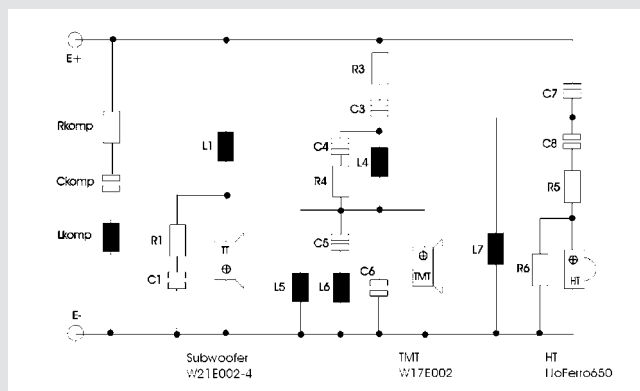 E+
R3
C7
C3
Rkomp
L1
C4
C8
L4
Ckomp
R4
R5
Lkomp
R1
TT
C5
L7
R6
C1
L5
L6
C6
TMT
HT
E-
Subwoofer
TMT
HT
W21E002-4
W17E002